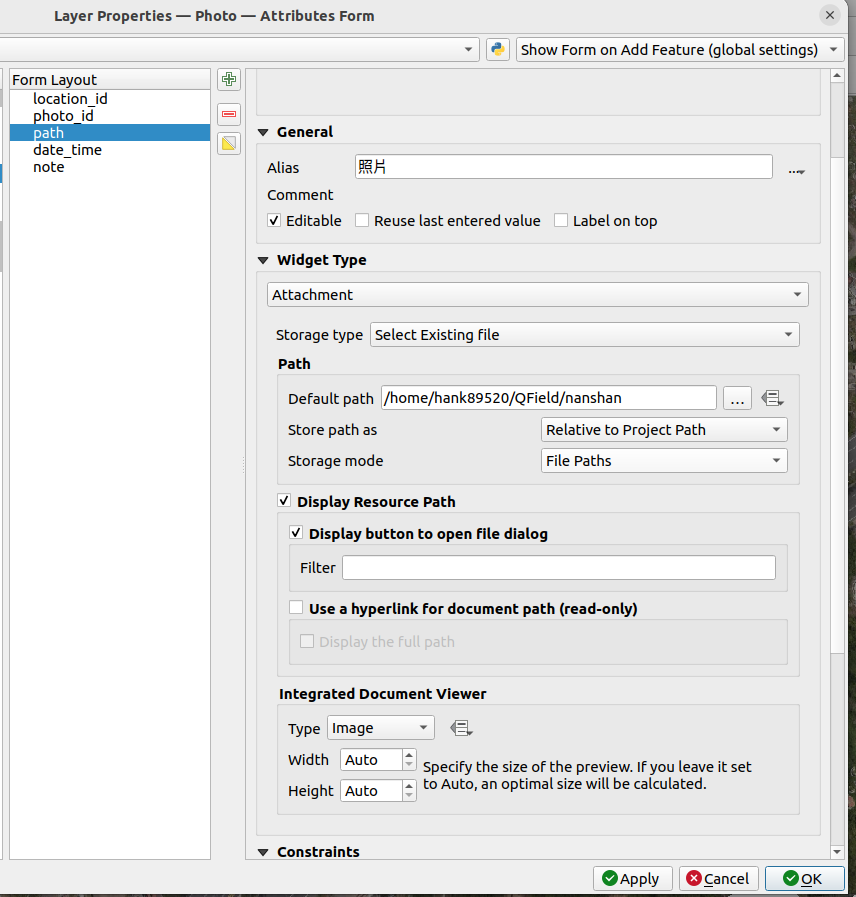 Layer Properties — Photo — Attributes Form
Show Form on Add Feature (global settings)
Form Layout
location_id
photo_id
path
date_time
note
General
Alias 照片 ...
Comment
Editable Reuse last entered value Label on top
Widget Type
Attachment
Storage type Select Existing file
Path
Default path /home/hank89520/QField/nanshan ...
Store path as Relative to Project Path
Storage mode File Paths
Display Resource Path
Display button to open file dialog
Filter
Use a hyperlink for document path (read-only)
Display the full path
Integrated Document Viewer
Type Image
Width Auto
Specify the size of the preview. If you leave it set
to Auto, an optimal size will be calculated.
Height Auto
Constraints
Apply Cancel OK